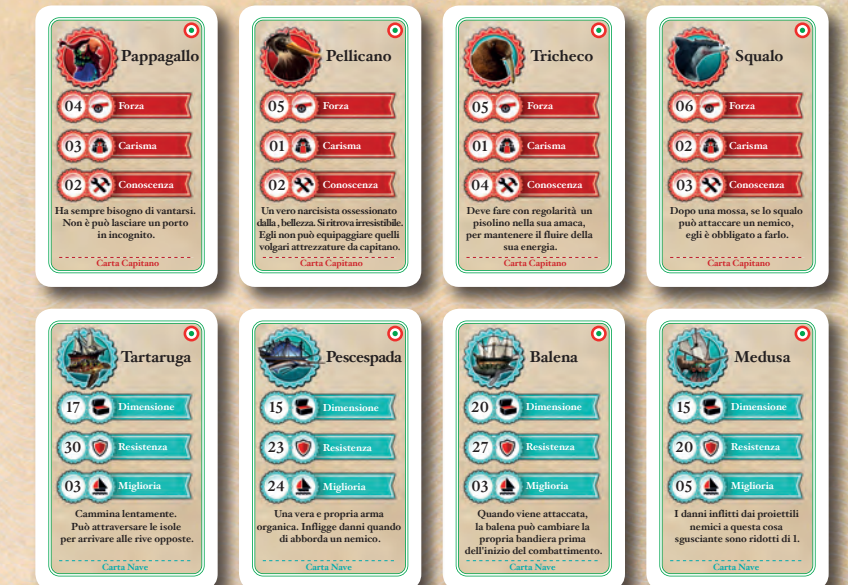 Pappagallo
04 Forza
03 Carisma
02 Conoscenza
Ha sempre bisogno di vantarsi.
Non è può lasciare un porto
in incognito.
Carta Capitano
Pellicano
05 Forza
01 Carisma
02 Conoscenza
Un vero narcisista ossessionato
dalla , bellezza. Si ritrova irresistibile.
Egli non può equipaggiare quelli
volgari attrezzature da capitano.
Carta Capitano
Tricheco
05 Forza
01 Carisma
04 Conoscenza
Deve fare con regolarità un
pisolino nella sua amaca,
per mantenere il fluire della
sua energia.
Carta Capitano
Squalo
06 Forza
02 Carisma
03 Conoscenza
Dopo una mossa, se lo squalo
può attaccare un nemico,
egli è obbligato a farlo.
Carta Capitano
Tartaruga
17 Dimensione
30 Resistenza
03 Miglioria
Cammina lentamente.
Può attraversare le isole
per arrivare alle rive opposte.
Carta Nave
Pescespada
15 Dimensione
23 Resistenza
24 Miglioria
Una vera e propria arma
organica. Infligge danni quando
di abborda un nemico.
Carta Nave
Balena
20 Dimensione
27 Resistenza
03 Miglioria
Quando viene attaccata,
la balena può cambiare la
propria bandiera prima
dell'inizio del combattimento.
Carta Nave
Medusa
15 Dimensione
20 Resistenza
05 Miglioria
I danni inflitti dai proiettili
nemici a questa cosa
sgusciante sono ridotti di 1.
Carta Nave